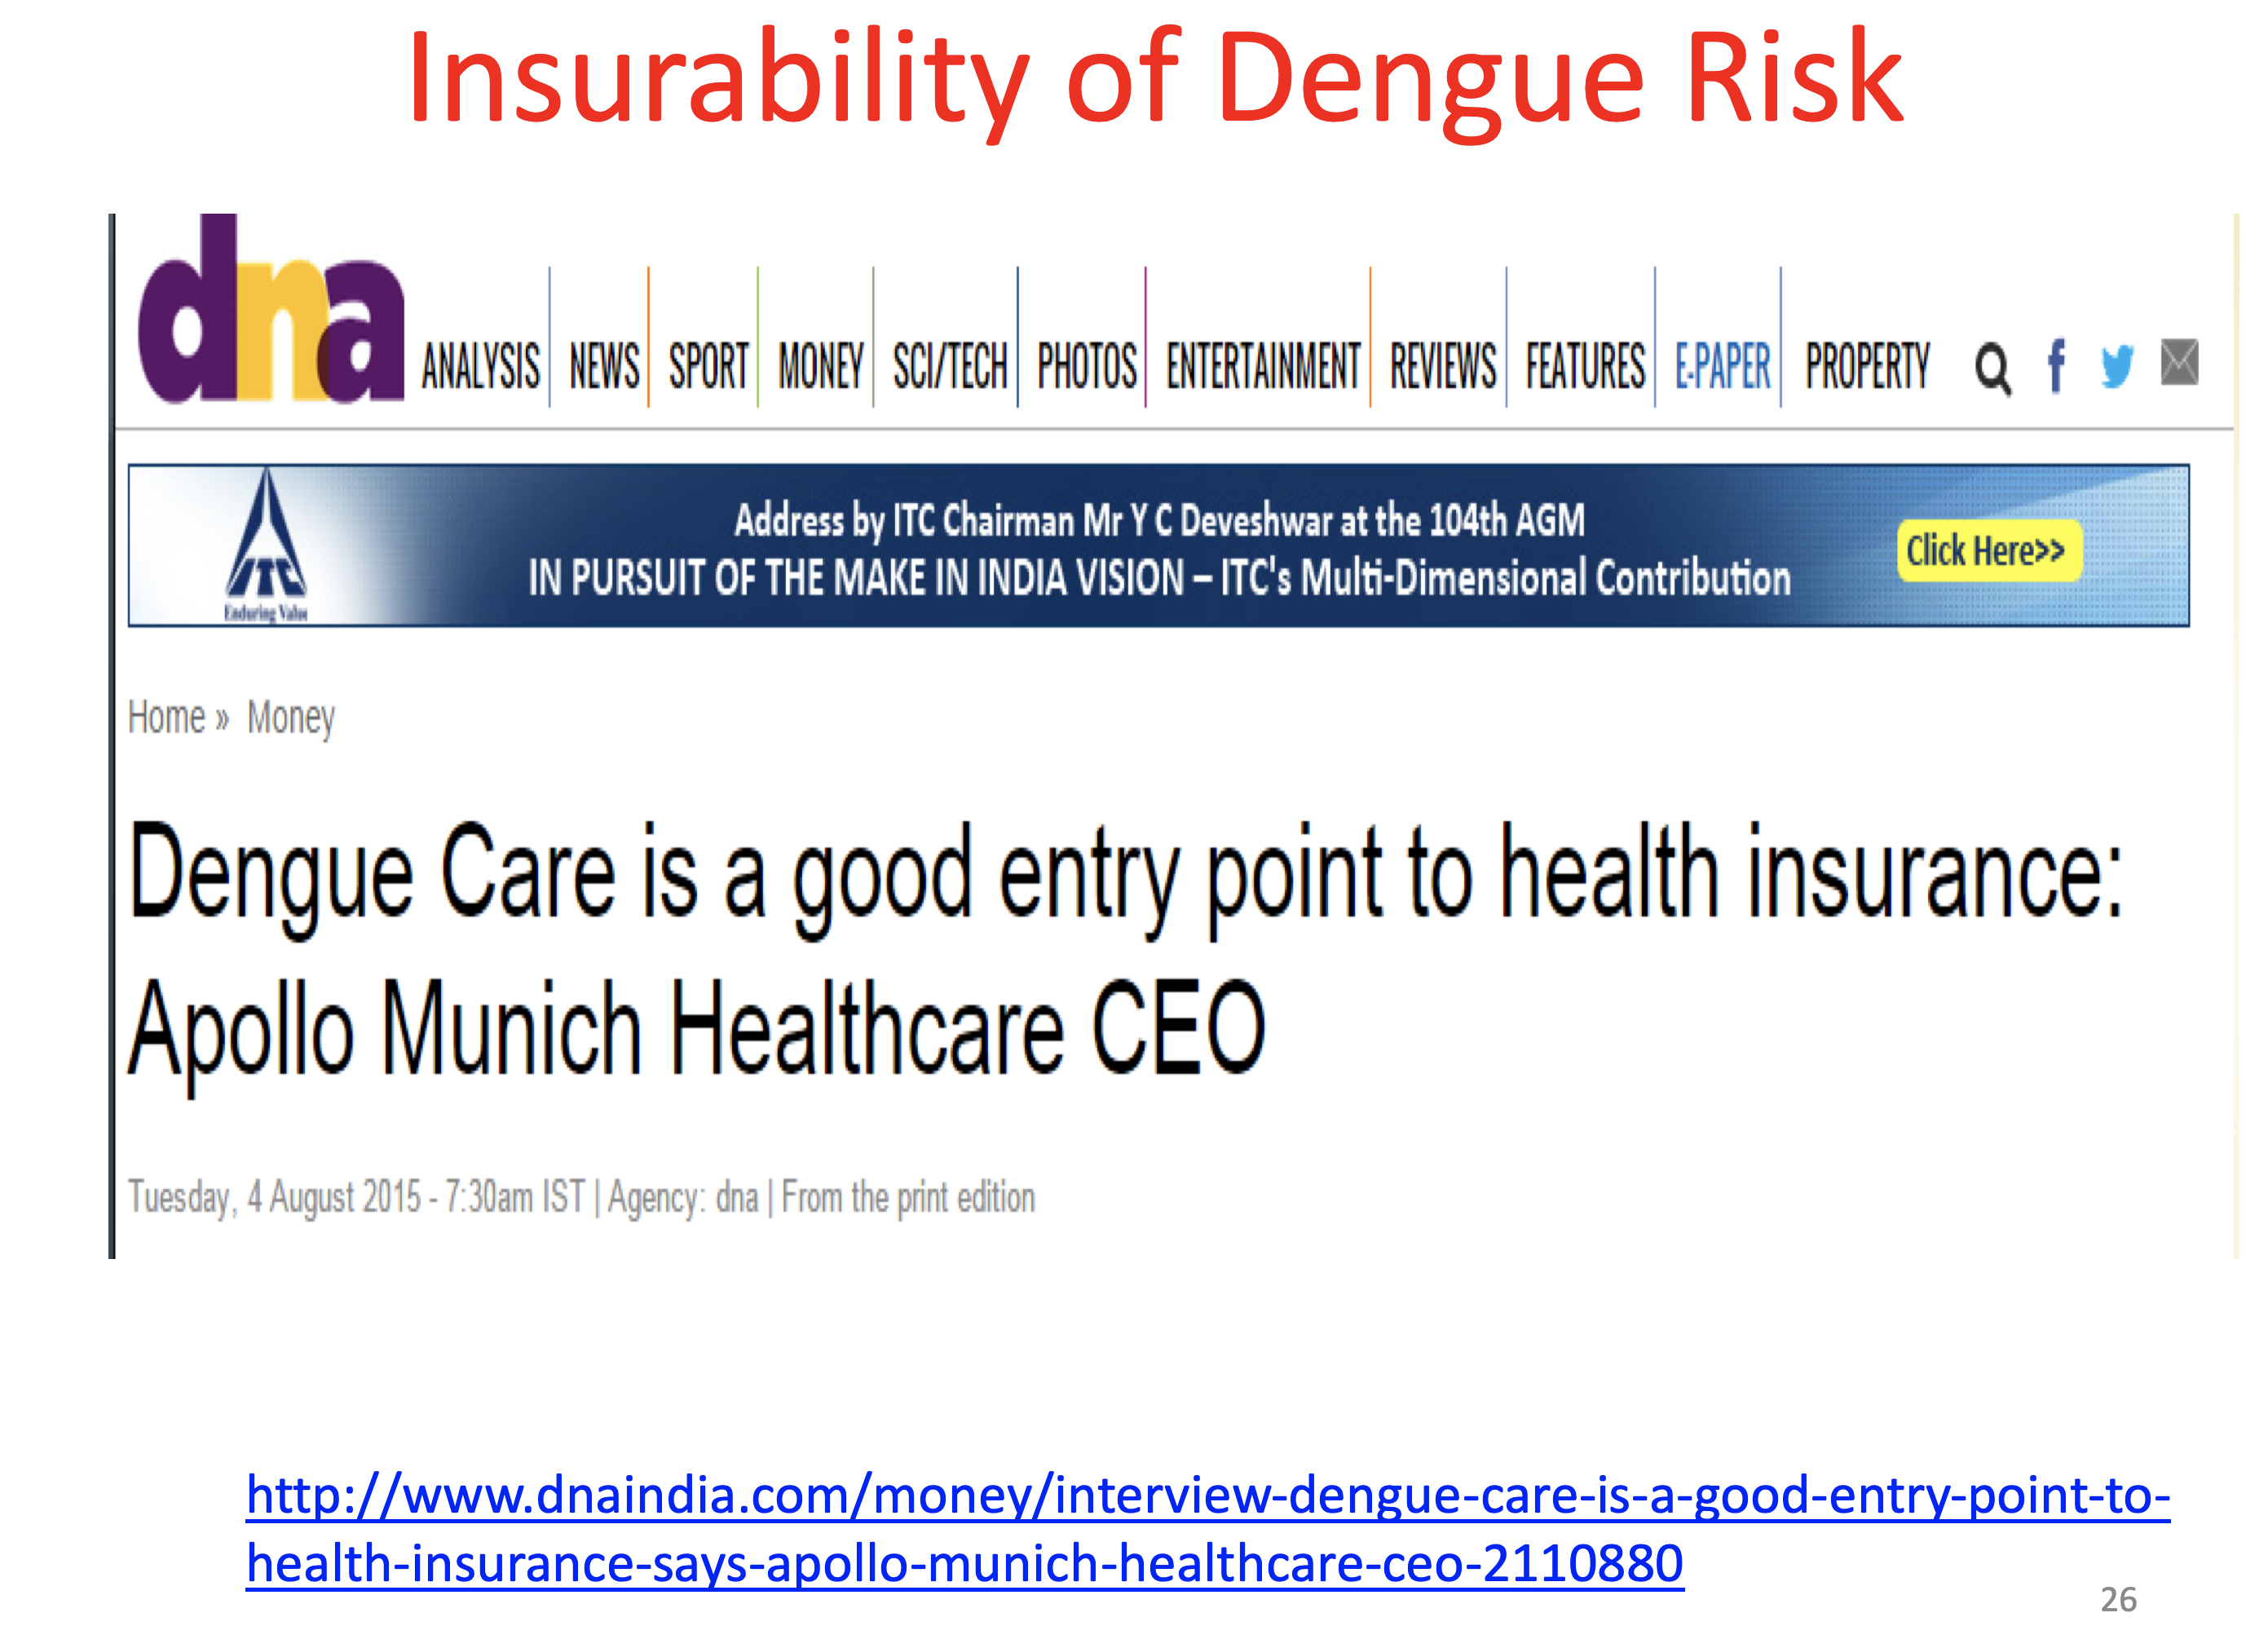 Insurability of Dengue Risk
dna
ANALYSIS NEWS SPORT MONEY SCI/TECH PHOTOS ENTERTAINMENT REVIEWS FEATURES E-PAPER PROPERTY
Address by ITC Chairman Mr Y C Deveshwar at the 104th AGM
IN PURSUIT OF THE MAKE IN INDIA VISION – ITC's Multi-Dimensional Contribution
Click Here>>
ITC
Enduring Value
Home » Money
Dengue Care is a good entry point to health insurance:
Apollo Munich Healthcare CEO
Tuesday, 4 August 2015 - 7:30am IST | Agency: dna | From the print edition
http://www.dnaindia.com/money/interview-dengue-care-is-a-good-entry-point-to-
health-insurance-says-apollo-munich-healthcare-ceo-2110880
26